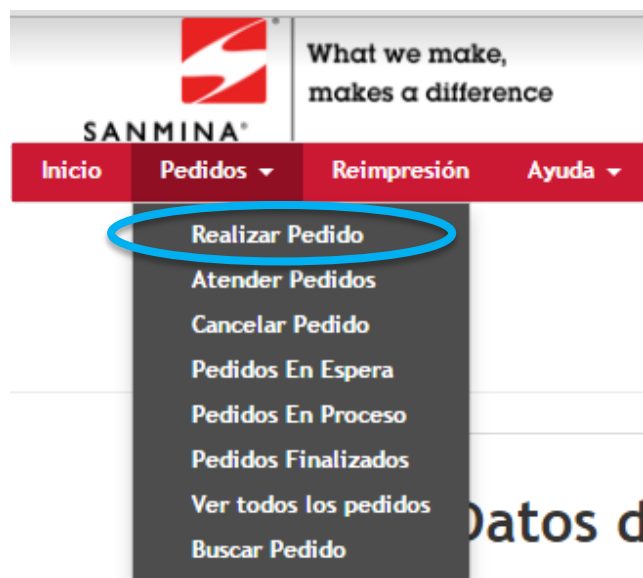 What we make,
makes a difference
SANMINA
Inicio Pedidos Reimpresión Ayuda
Realizar Pedido
Atender Pedidos
Cancelar Pedido
Pedidos En Espera
Pedidos En Proceso
Pedidos Finalizados
Ver todos los pedidos
Datos d
Buscar Pedido